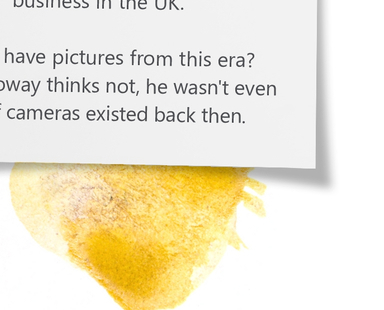 business in the UK.
have pictures from this era?
oway thinks not, he wasn't even
f cameras existed back then.